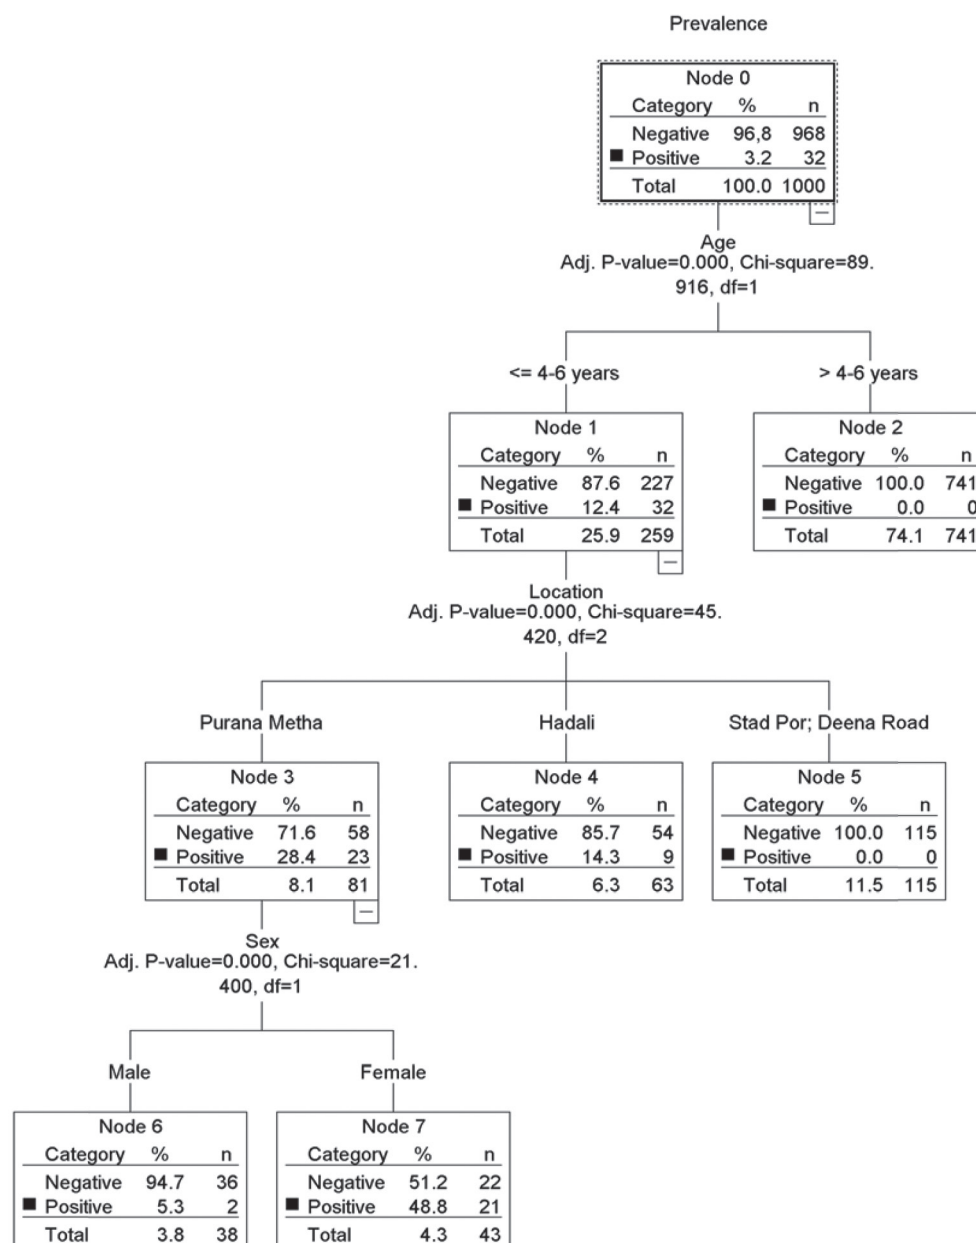 Prevalence
Node 0
Category % n
Negative 96,8 968
Positive 3.2 32
Total 100.0 1000
Age
Adj. P-value=0.000, Chi-square=89.
916, df=1
<= 4-6 years
> 4-6 years
Node 1
Category % n
Negative 87.6 227
Positive 12.4 32
Total 25.9 259
Node 2
Category % n
Negative 100.0 741
Positive 0.0 0
Total 74.1 741
Location
Adj. P-value=0.000, Chi-square=45.
420, df=2
Purana Metha
Hadali
Stad Por; Deena Road
Node 3
Category % n
Negative 71.6 58
Positive 28.4 23
Total 8.1 81
Node 4
Category % n
Negative 85.7 54
Positive 14.3 9
Total 6.3 63
Node 5
Category % n
Negative 100.0 115
Positive 0.0 0
Total 11.5 115
Sex
Adj. P-value=0.000, Chi-square=21.
400, df=1
Male
Female
Node 6
Category % n
Negative 94.7 36
Positive 5.3 2
Total 3.8 38
Node 7
Category % n
Negative 51.2 22
Positive 48.8 21
Total 4.3 43